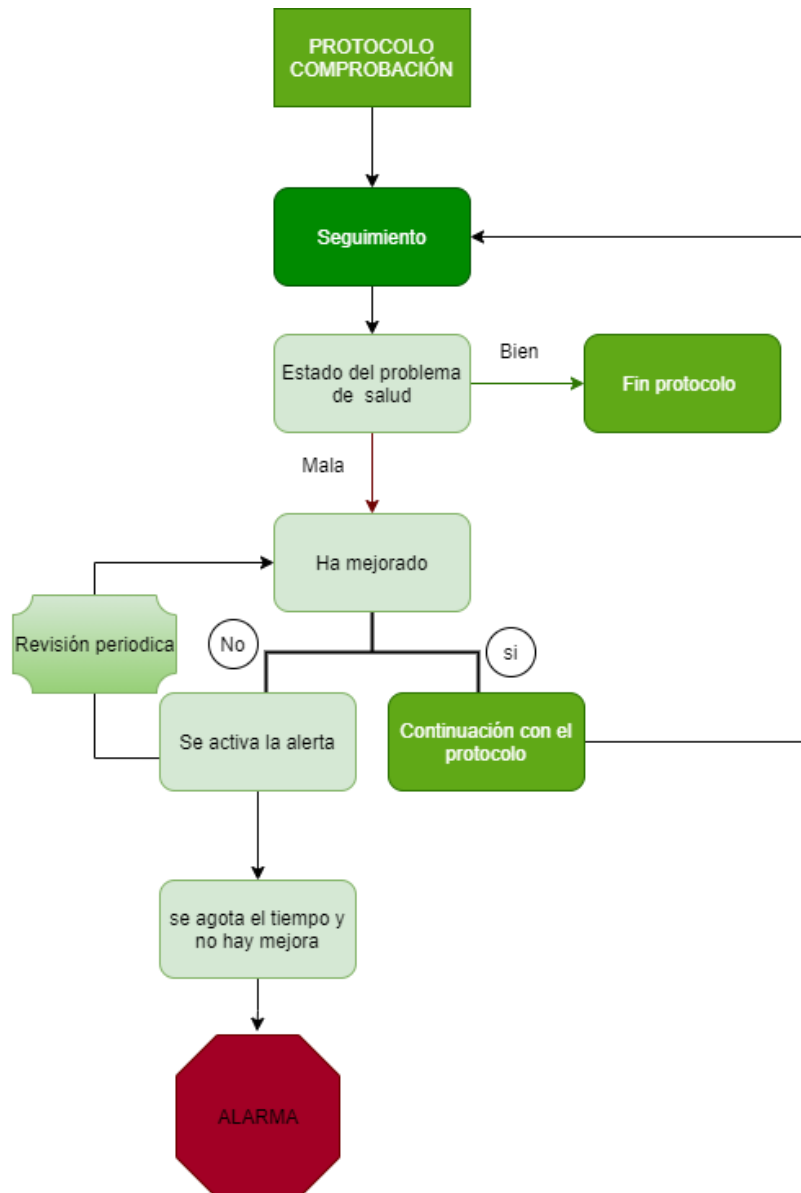 PROTOCOLO
COMPROBACIÓN
Seguimiento
Estado del problema
de salud
Bien
Fin protocolo
Mala
Ha mejorado
Revisión periodica
No
si
Se activa la alerta
Continuación con el
protocolo
se agota el tiempo y
no hay mejora
ALARMA